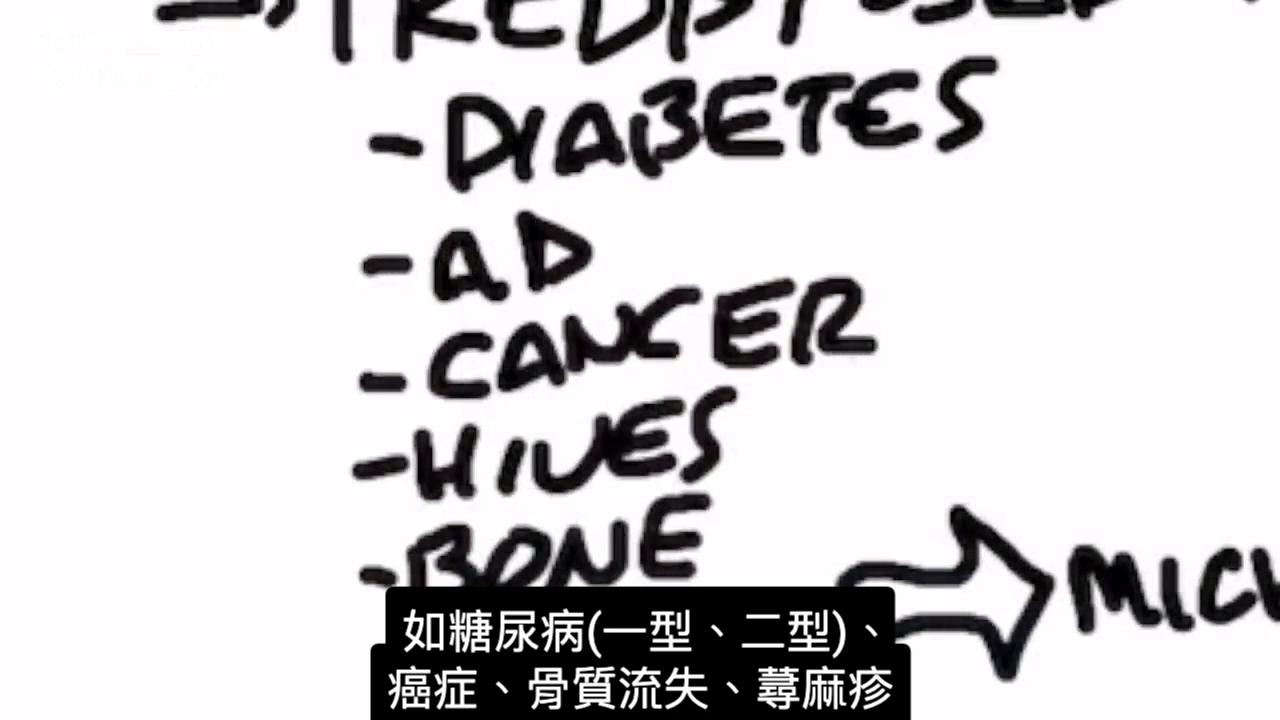 - DIABETES
- AD
- CANCER
- HIVES
- BONE
如糖尿病(一型、二型)、
癌症、骨質流失、蕁麻疹